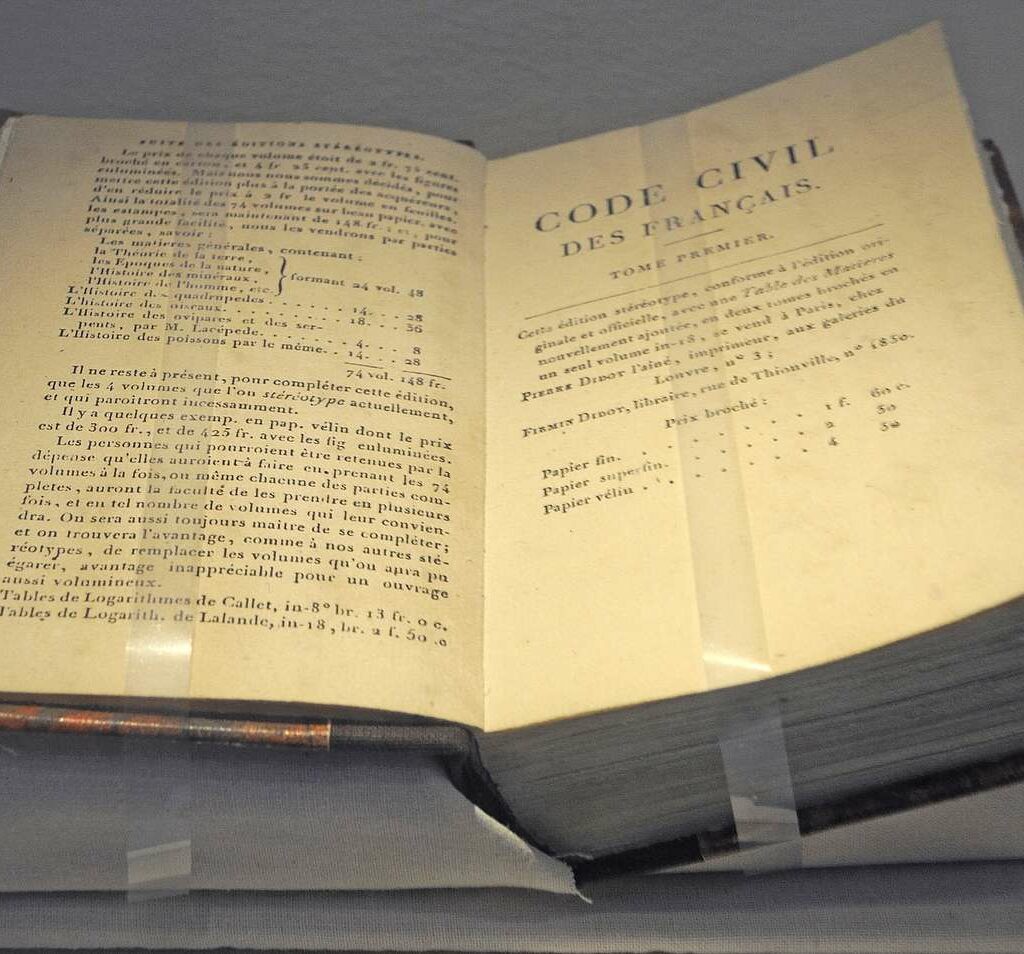 SUITE DES ÉDITIONS STÉRÉOTYPES.
Le prix de chaque volume étoit de 2 fr. 75 cent.
broché en carton, et 4 fr. 25 cent. avec les figures
enluminées. Mais nous nous sommes décidés, pour
mettre cette édition plus à la portée des acquéreurs,
d'en réduire le prix à 2 fr le volume en feuilles.
Ainsi la totalité des 74 volumes sur beau papier, avec
les estampes, sera maintenant de 148 fr.; et, pour
plus grande facilité, nous les vendrons par parties
séparées, savoir:
Les matieres générales, contenant:
la Théorie de la terre,
les Epoques de la nature,
l'Histoire des minéraux, } formant 24 vol. 48
l'Histoire de l'homme, etc.
L'histoire des quadrupedes. . . . . . 14. . . 28
L'histoire des oiseaux. . . . . . . . 18. . . 36
L'Histoire des ovipares et des ser-
pents, par M. Lacépede. . . . . . . 4. . . 8
L'Histoire des poissons par le même. . 14. . . 28
74 vol. 148 fr.
Il ne reste à présent, pour compléter cette édition,
que les 4 volumes que l'on stéréotype actuellement,
et qui paroîtront incessamment.
Il y a quelques exemp. en pap. vélin dont le prix
est de 300 fr., et de 425 fr. avec les fig enluminées.
Les personnes qui pourroient être retenues par la
dépense qu'elles auroient à faire en prenant les 74
volumes à la fois, ou même chacune des parties com-
pletes, auront la faculté de les prendre en plusieurs
fois, et en tel nombre de volumes qui leur convien-
dra. On sera aussi toujours maitre de se compléter;
et on trouvera l'avantage, comme à nos autres sté-
réotypes, de remplacer les volumes qu'on aura pu
égarer, avantage inappréciable pour un ouvrage
aussi volumineux.
Tables de Logarithmes de Callet, in-8° br. 13 fr. 0 c.
Tables de Logarith. de Lalande, in-18, br. 2 f. 50 .c
CODE CIVIL
DES FRANÇAIS.
TOME PREMIER.
Cette édition stéréotype, conforme à l'édition ori-
ginale et officielle, avec une Table des Matieres
nouvellement ajoutée, en deux tomes brochés en
un seul volume in-18, se vend à Paris, chez
PIERRE DIDOT l'aîné, imprimeur, aux galeries du
Louvre, n° 3;
FIRMIN DIDOT, libraire, rue de Thionville, n° 1850.
Prix broché:
Papier fin. . . . . . . 1 f. 60 c.
Papier superfin. . . . . . 2 50
Papier vélin . . . . . . 4 50